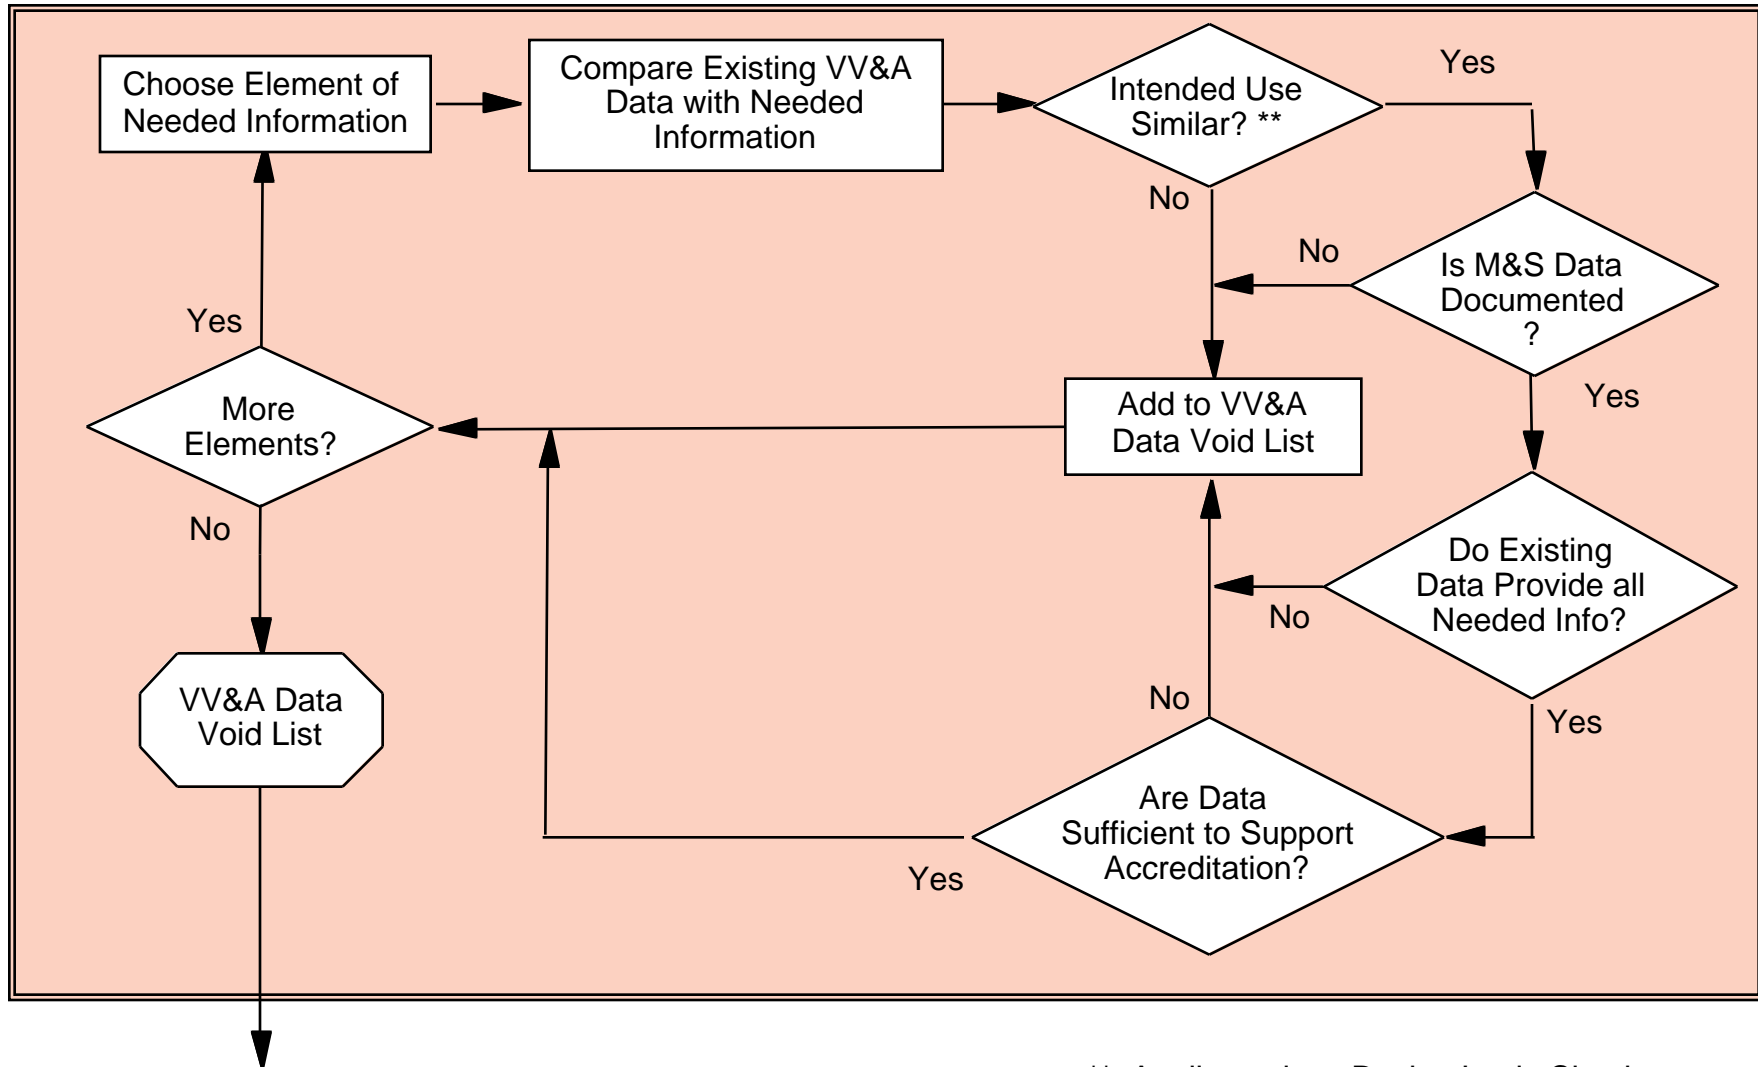 Choose Element of
Needed Information
Compare Existing VV&A
Data with Needed
Information
Intended Use
Similar? **
Yes
No
Is M&S Data
Documented
?
No
Yes
Add to VV&A
Data Void List
More
Elements?
Yes
No
Do Existing
Data Provide all
Needed Info?
No
Yes
VV&A Data
Void List
Are Data
Sufficient to Support
Accreditation?
No
Yes